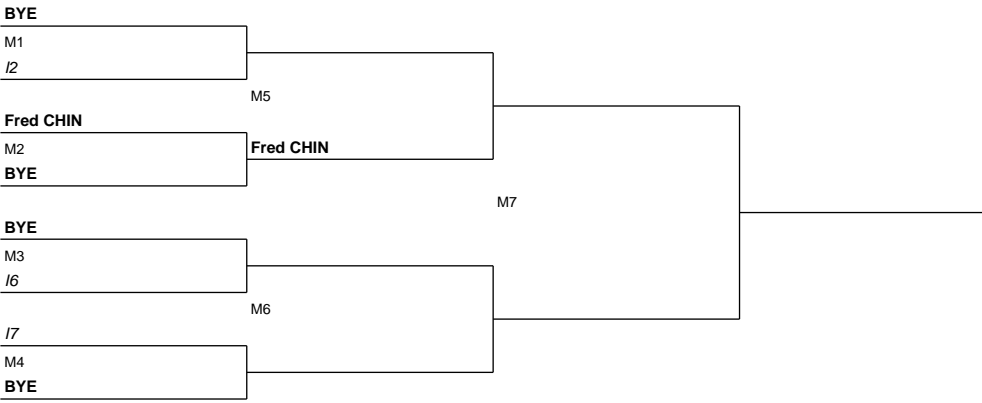 BYE
M1
I2
M5
Fred CHIN
M2
Fred CHIN
BYE
M7
BYE
M3
I6
M6
I7
M4
BYE